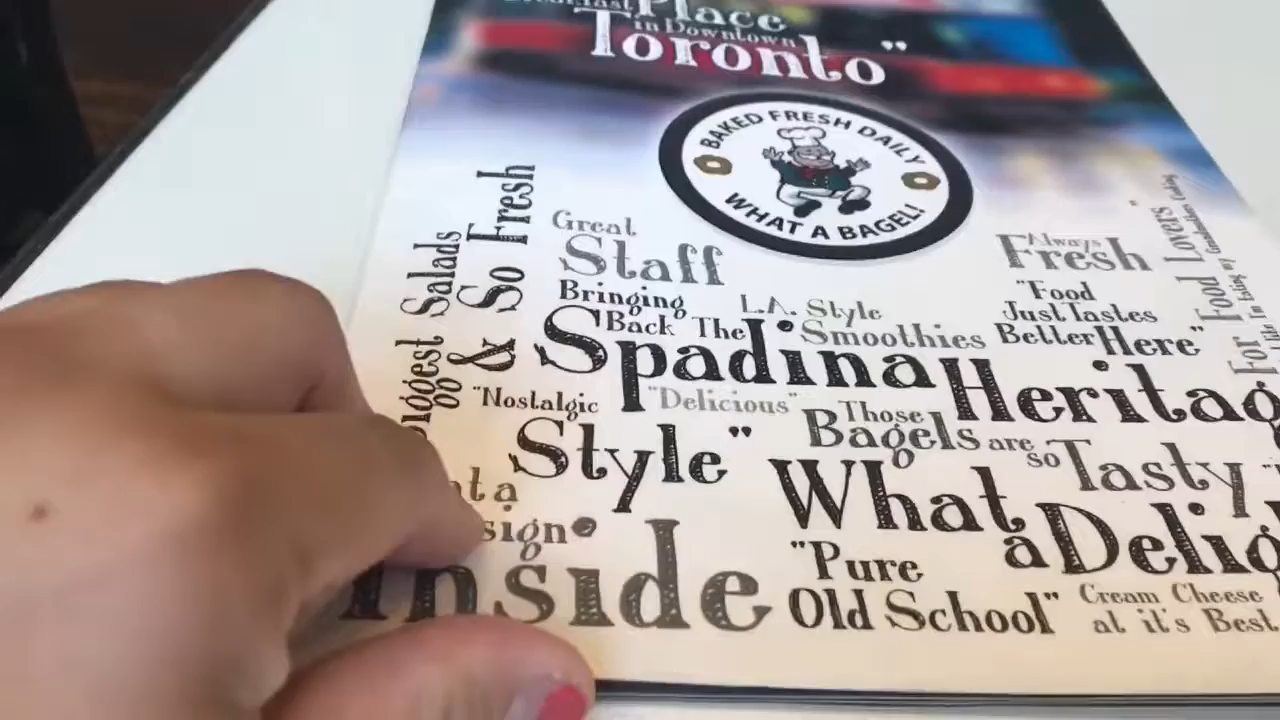 Place
in Downtown
Toronto"
BAKED FRESH DAILY
WHAT A BAGEL!
Salads
& So Fresh
Great
Staff
Bringing
Back The
Spadina
L.A. Style
Smoothies
Always
Fresh
"Food
Just Tastes
Better Here"
For Food Lovers"
Heritag
"Nostalgic
Style"
"Delicious"
Those
Bagels are
so Tasty
What
a Delig
Inside
"Pure
Old School"
Cream Cheese
at it's Best